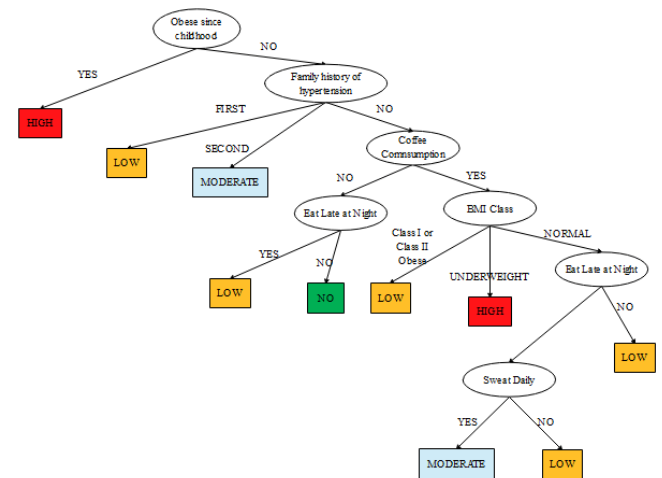 Obese since
childhood
NO
YES
Family history of
hypertension
HIGH
FIRST
NO
SECOND
LOW
MODERATE
Coffee
Comnsumption
NO
YES
Eat Late at Night
BMI Class
Class I or
Class II
Obesa
NORMAL
YES
NO
UNDERWEIGHT
Eat Late at Night
LOW
NO
LOW
HIGH
NO
LOW
Sweat Daily
YES
NO
MODERATE
LOW